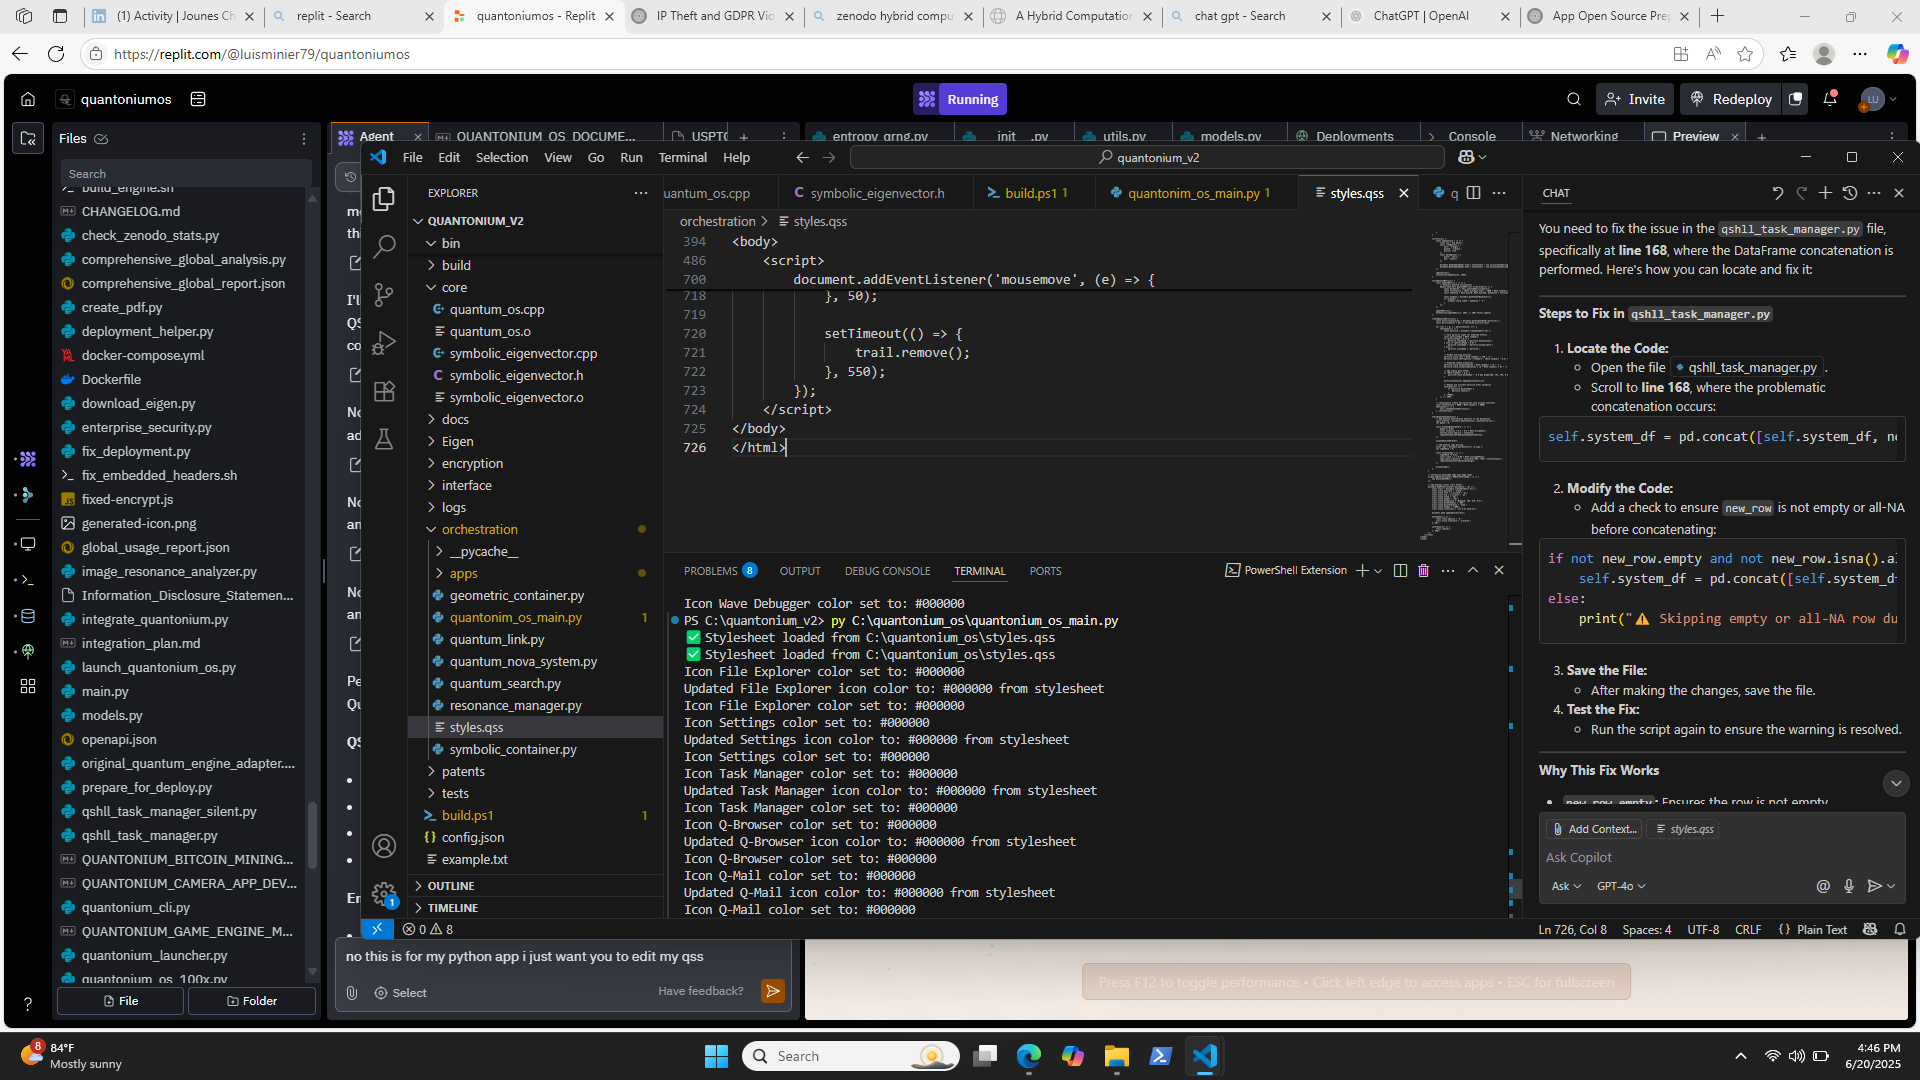 (1) Activity | Jounes Ch
replit - Search
quantoniumos - Replit
IP Theft and GDPR Vio
zenodo hybrid compu
A Hybrid Computation
chat gpt - Search
ChatGPT | OpenAI
App Open Source Prep
https://replit.com/@luisminier79/quantoniumos
quantoniumos
Running
Invite
Redeploy
LU
Files
Search
build_engine.sh
CHANGELOG.md
check_zenodo_stats.py
comprehensive_global_analysis.py
comprehensive_global_report.json
create_pdf.py
deployment_helper.py
docker-compose.yml
Dockerfile
download_eigen.py
enterprise_security.py
fix_deployment.py
fix_embedded_headers.sh
fixed-encrypt.js
generated-icon.png
global_usage_report.json
image_resonance_analyzer.py
Information_Disclosure_Statemen...
integrate_quantonium.py
integration_plan.md
launch_quantonium_os.py
main.py
models.py
openapi.json
original_quantum_engine_adapter....
prepare_for_deploy.py
qshll_task_manager_silent.py
qshll_task_manager.py
QUANTONIUM_BITCOIN_MINING...
QUANTONIUM_CAMERA_APP_DEV...
quantonium_cli.py
QUANTONIUM_GAME_ENGINE_M...
quantonium_launcher.py
quantonium_os_100x.py
File
Folder
Agent
QUANTONIUM_OS_DOCUME...
USPTO
entropy_qrng.py
__init__.py
utils.py
models.py
Deployments
Console
Networking
Preview
File Edit Selection View Go Run Terminal Help
quantonium_v2
EXPLORER
QUANTONIUM_V2
bin
build
core
quantum_os.cpp
quantum_os.o
symbolic_eigenvector.cpp
symbolic_eigenvector.h
symbolic_eigenvector.o
docs
Eigen
encryption
interface
logs
orchestration
__pycache__
apps
geometric_container.py
quantonim_os_main.py 1
quantum_link.py
quantum_nova_system.py
quantum_search.py
resonance_manager.py
styles.qss
symbolic_container.py
patents
tests
build.ps1 1
config.json
example.txt
OUTLINE
TIMELINE
uantum_os.cpp
symbolic_eigenvector.h
build.ps1 1
quantonim_os_main.py 1
styles.qss
q
orchestration > styles.qss
394 <body>
486 <script>
700 document.addEventListener('mousemove', (e) => {
718 }, 50);
719
720 setTimeout(() => {
721 trail.remove();
722 }, 550);
723 });
724 </script>
725 </body>
726 </html>
PROBLEMS 8
OUTPUT
DEBUG CONSOLE
TERMINAL
PORTS
PowerShell Extension
Icon Wave Debugger color set to: #000000
PS C:\quantonium_v2> py C:\quantonium_os\quantonium_os_main.py
✅ Stylesheet loaded from C:\quantonium_os\styles.qss
✅ Stylesheet loaded from C:\quantonium_os\styles.qss
Icon File Explorer color set to: #000000
Updated File Explorer icon color to: #000000 from stylesheet
Icon File Explorer color set to: #000000
Icon Settings color set to: #000000
Updated Settings icon color to: #000000 from stylesheet
Icon Settings color set to: #000000
Icon Task Manager color set to: #000000
Updated Task Manager icon color to: #000000 from stylesheet
Icon Task Manager color set to: #000000
Icon Q-Browser color set to: #000000
Updated Q-Browser icon color to: #000000 from stylesheet
Icon Q-Browser color set to: #000000
Icon Q-Mail color set to: #000000
Updated Q-Mail icon color to: #000000 from stylesheet
Icon Q-Mail color set to: #000000
0 8
Ln 726, Col 8
Spaces: 4
UTF-8
CRLF
{ } Plain Text
CHAT
You need to fix the issue in the qshll_task_manager.py file,
specifically at line 168, where the DataFrame concatenation is
performed. Here's how you can locate and fix it:
Steps to Fix in qshll_task_manager.py
1. Locate the Code:
Open the file qshll_task_manager.py .
Scroll to line 168, where the problematic
concatenation occurs:
self.system_df = pd.concat([self.system_df, ne
2. Modify the Code:
Add a check to ensure new_row is not empty or all-NA
before concatenating:
if not new_row.empty and not new_row.isna().a
self.system_df = pd.concat([self.system_d
else:
print("⚠️ Skipping empty or all-NA row du
3. Save the File:
After making the changes, save the file.
4. Test the Fix:
Run the script again to ensure the warning is resolved.
Why This Fix Works
new_row.empty: Ensures the row is not empty
Add Context...
styles.qss
Ask Copilot
Ask
GPT-4o
no this is for my python app i just want you to edit my qss
Select
Have feedback?
Press F12 to toggle performance • Click left edge to access apps • ESC for fullscreen
8
84°F
Mostly sunny
Search
4:46 PM
6/20/2025